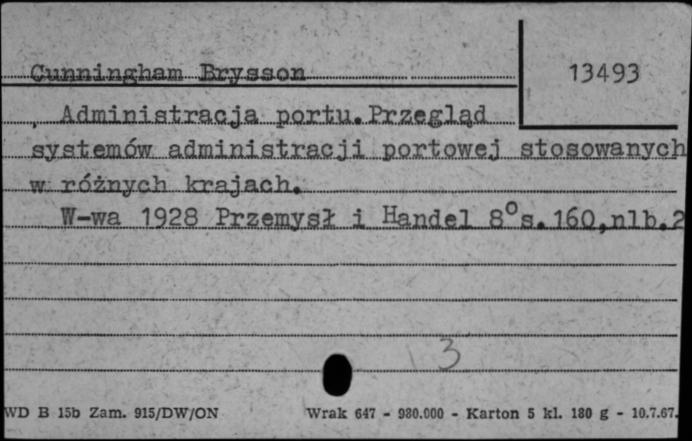 Cunningham Brysson
13493
Administracja portu. Przegląd
systemów administracji portowej stosowanych
w różnych krajach.
W-wa 1928 Przemysł i Handel 8° s.160,nlb.2
3
WD B 15b Zam. 915/DW/ON Wrak 647 - 980.000 - Karton 5 kl. 180 g - 10.7.67.